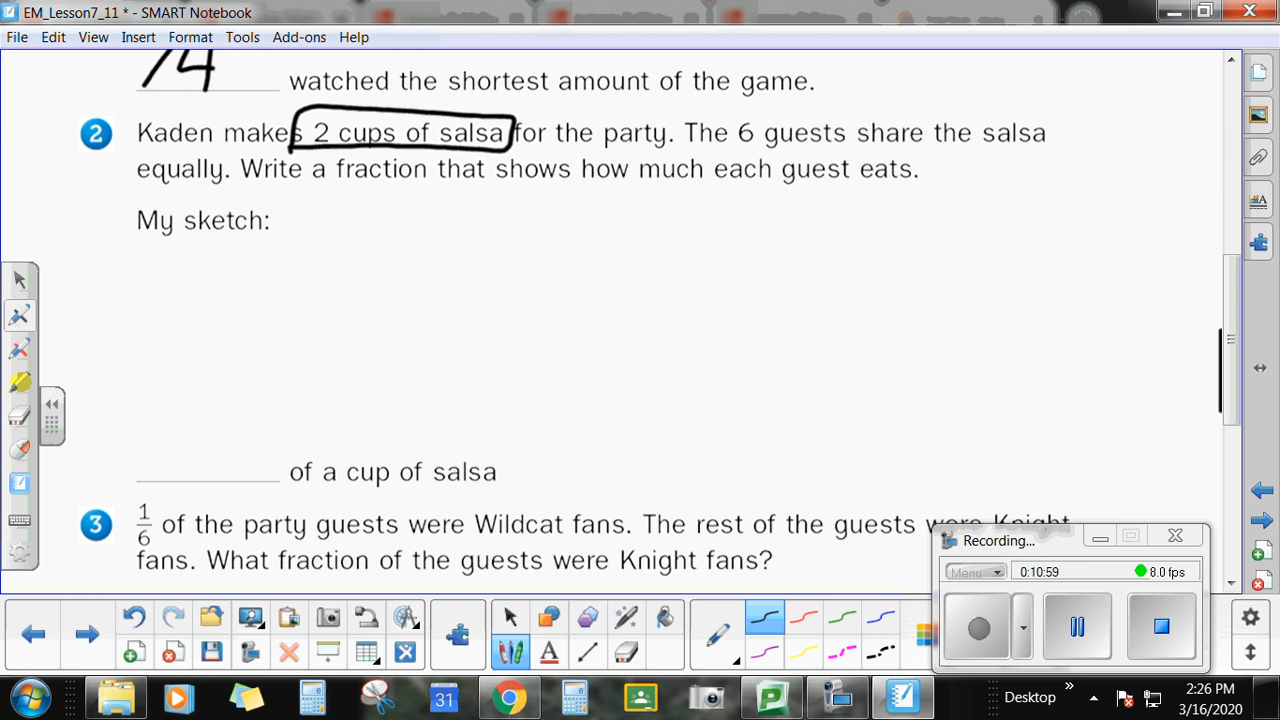 EM_Lesson7_11 * - SMART Notebook
File Edit View Insert Format Tools Add-ons Help
/4 watched the shortest amount of the game.
2 Kaden makes 2 cups of salsa for the party. The 6 guests share the salsa
equally. Write a fraction that shows how much each guest eats.
My sketch:
of a cup of salsa
3 1/6 of the party guests were Wildcat fans. The rest of the guests were Knight
fans. What fraction of the guests were Knight fans?
Recording...
Menu 0:10:59 8.0 fps
31
Desktop
2:26 PM
3/16/2020